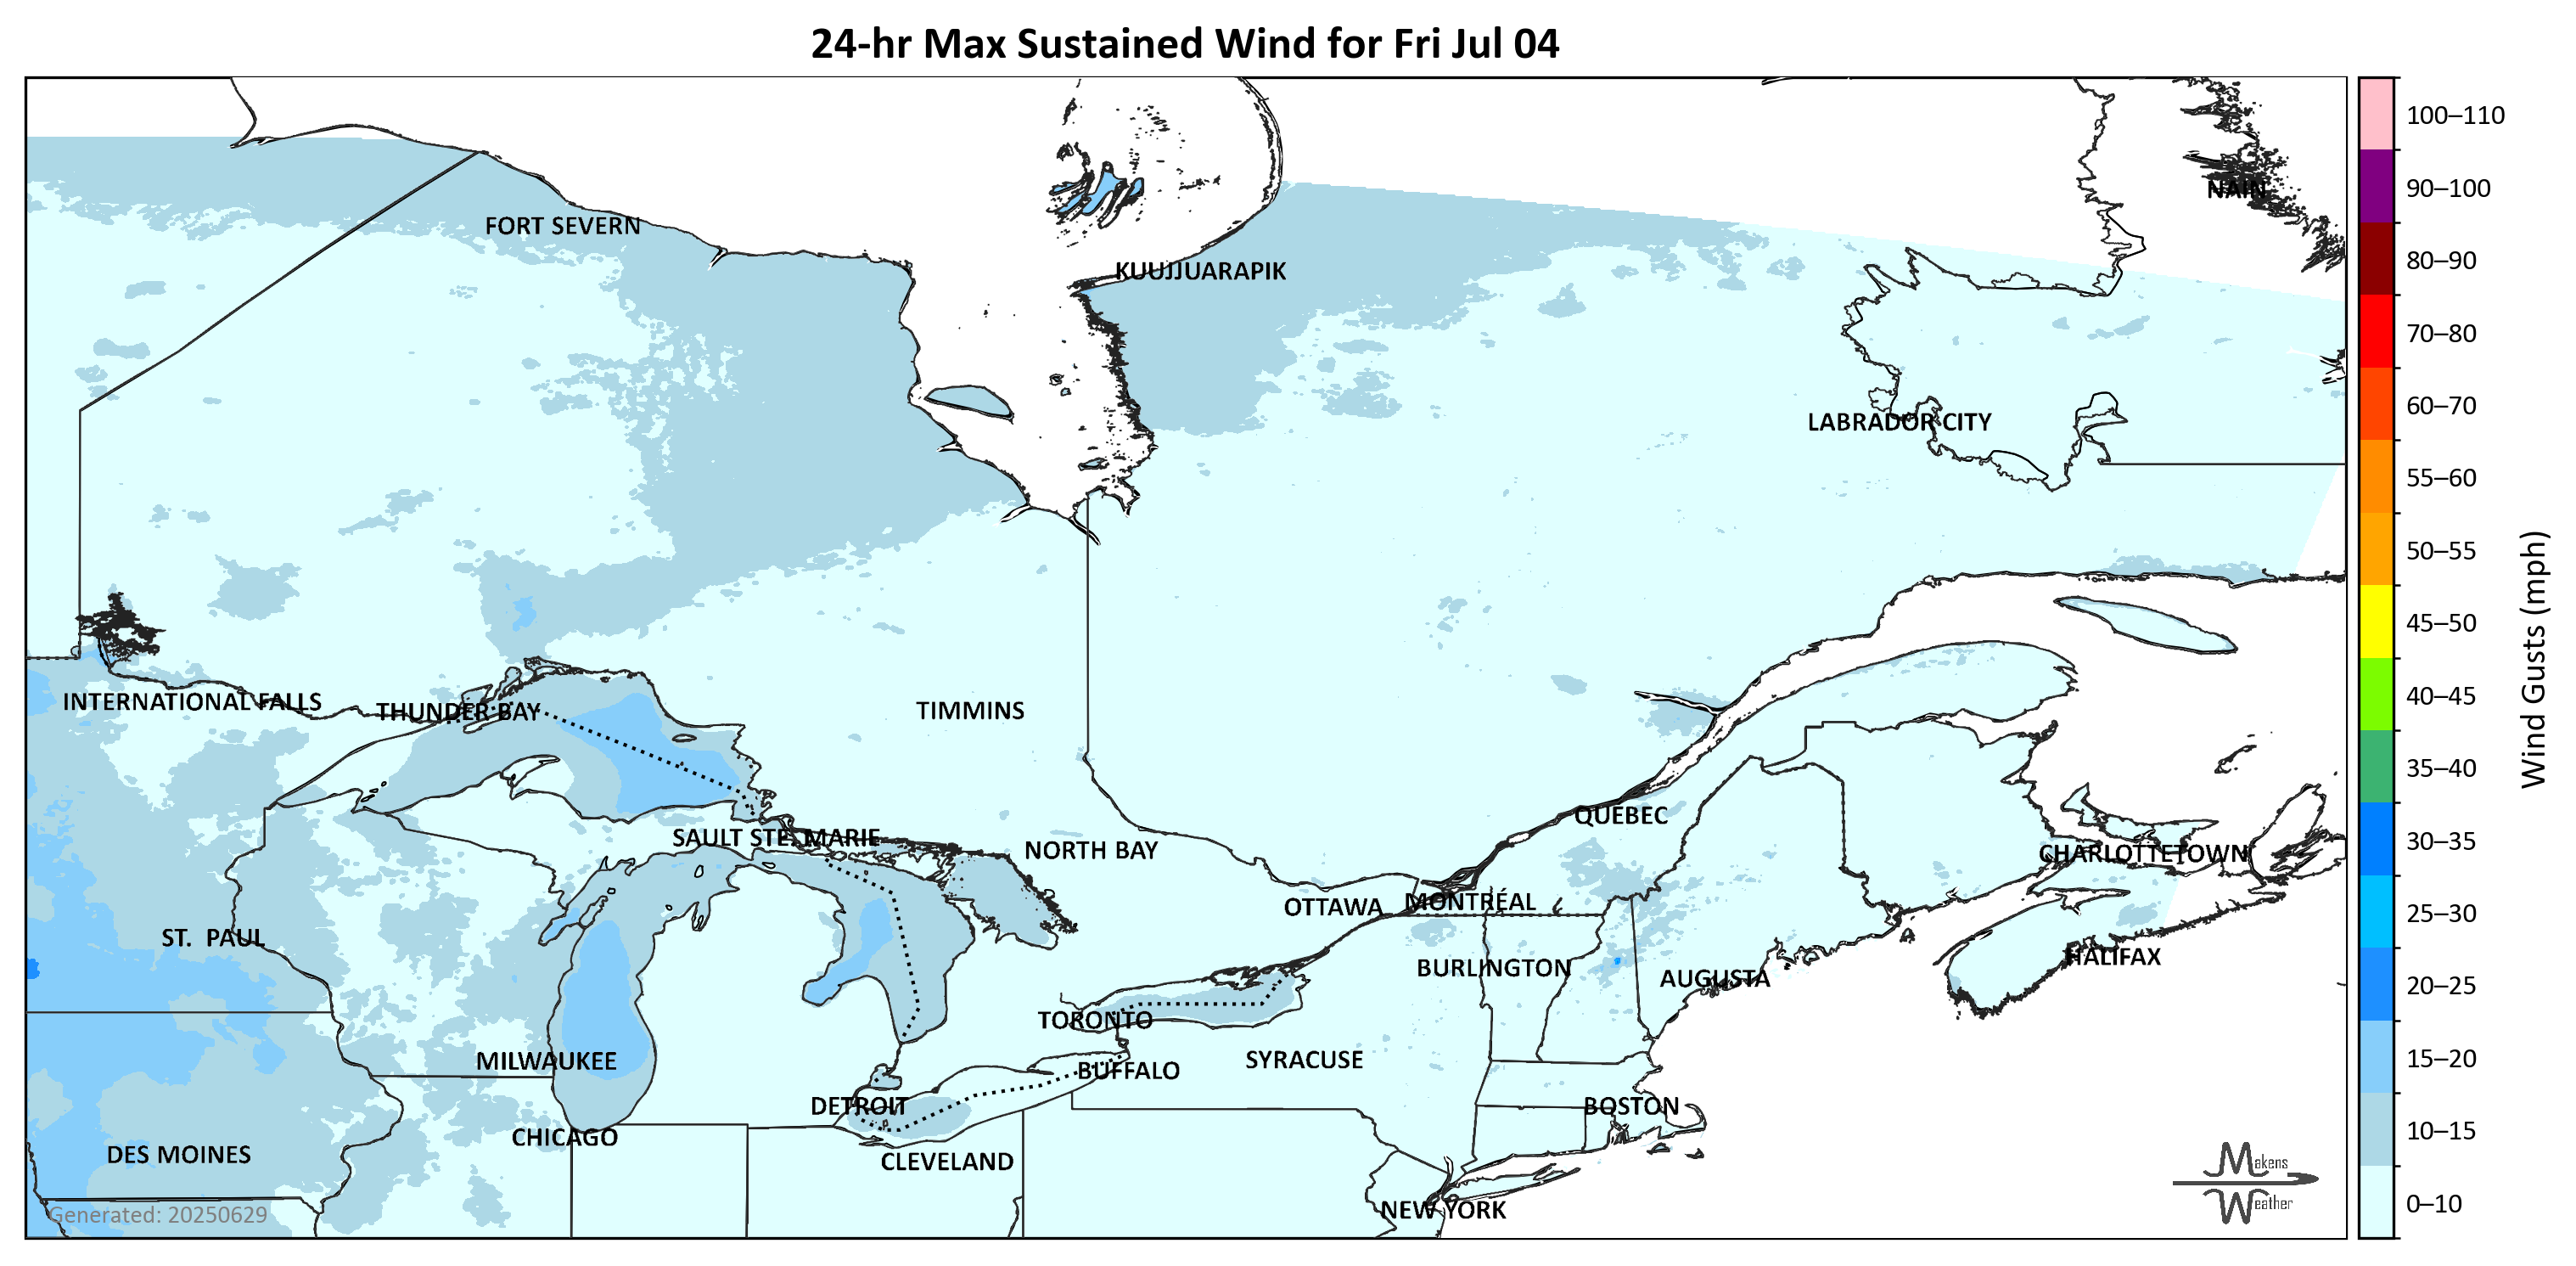 24-hr Max Sustained Wind for Fri Jul 04
100–110
90–100
80–90
70–80
60–70
55–60
50–55
45–50
40–45
35–40
30–35
25–30
20–25
15–20
10–15
0–10
Wind Gusts (mph)
NAIN
FORT SEVERN
KUUJJUARAPIK
LABRADOR CITY
INTERNATIONAL FALLS
THUNDER BAY
TIMMINS
QUEBEC
SAULT STE. MARIE
NORTH BAY
CHARLOTTETOWN
OTTAWA
MONTRÉAL
ST. PAUL
HALIFAX
BURLINGTON
AUGUSTA
TORONTO
MILWAUKEE
BUFFALO
SYRACUSE
DETROIT
BOSTON
CHICAGO
DES MOINES
CLEVELAND
NEW YORK
Generated: 20250629
Makens
Weather